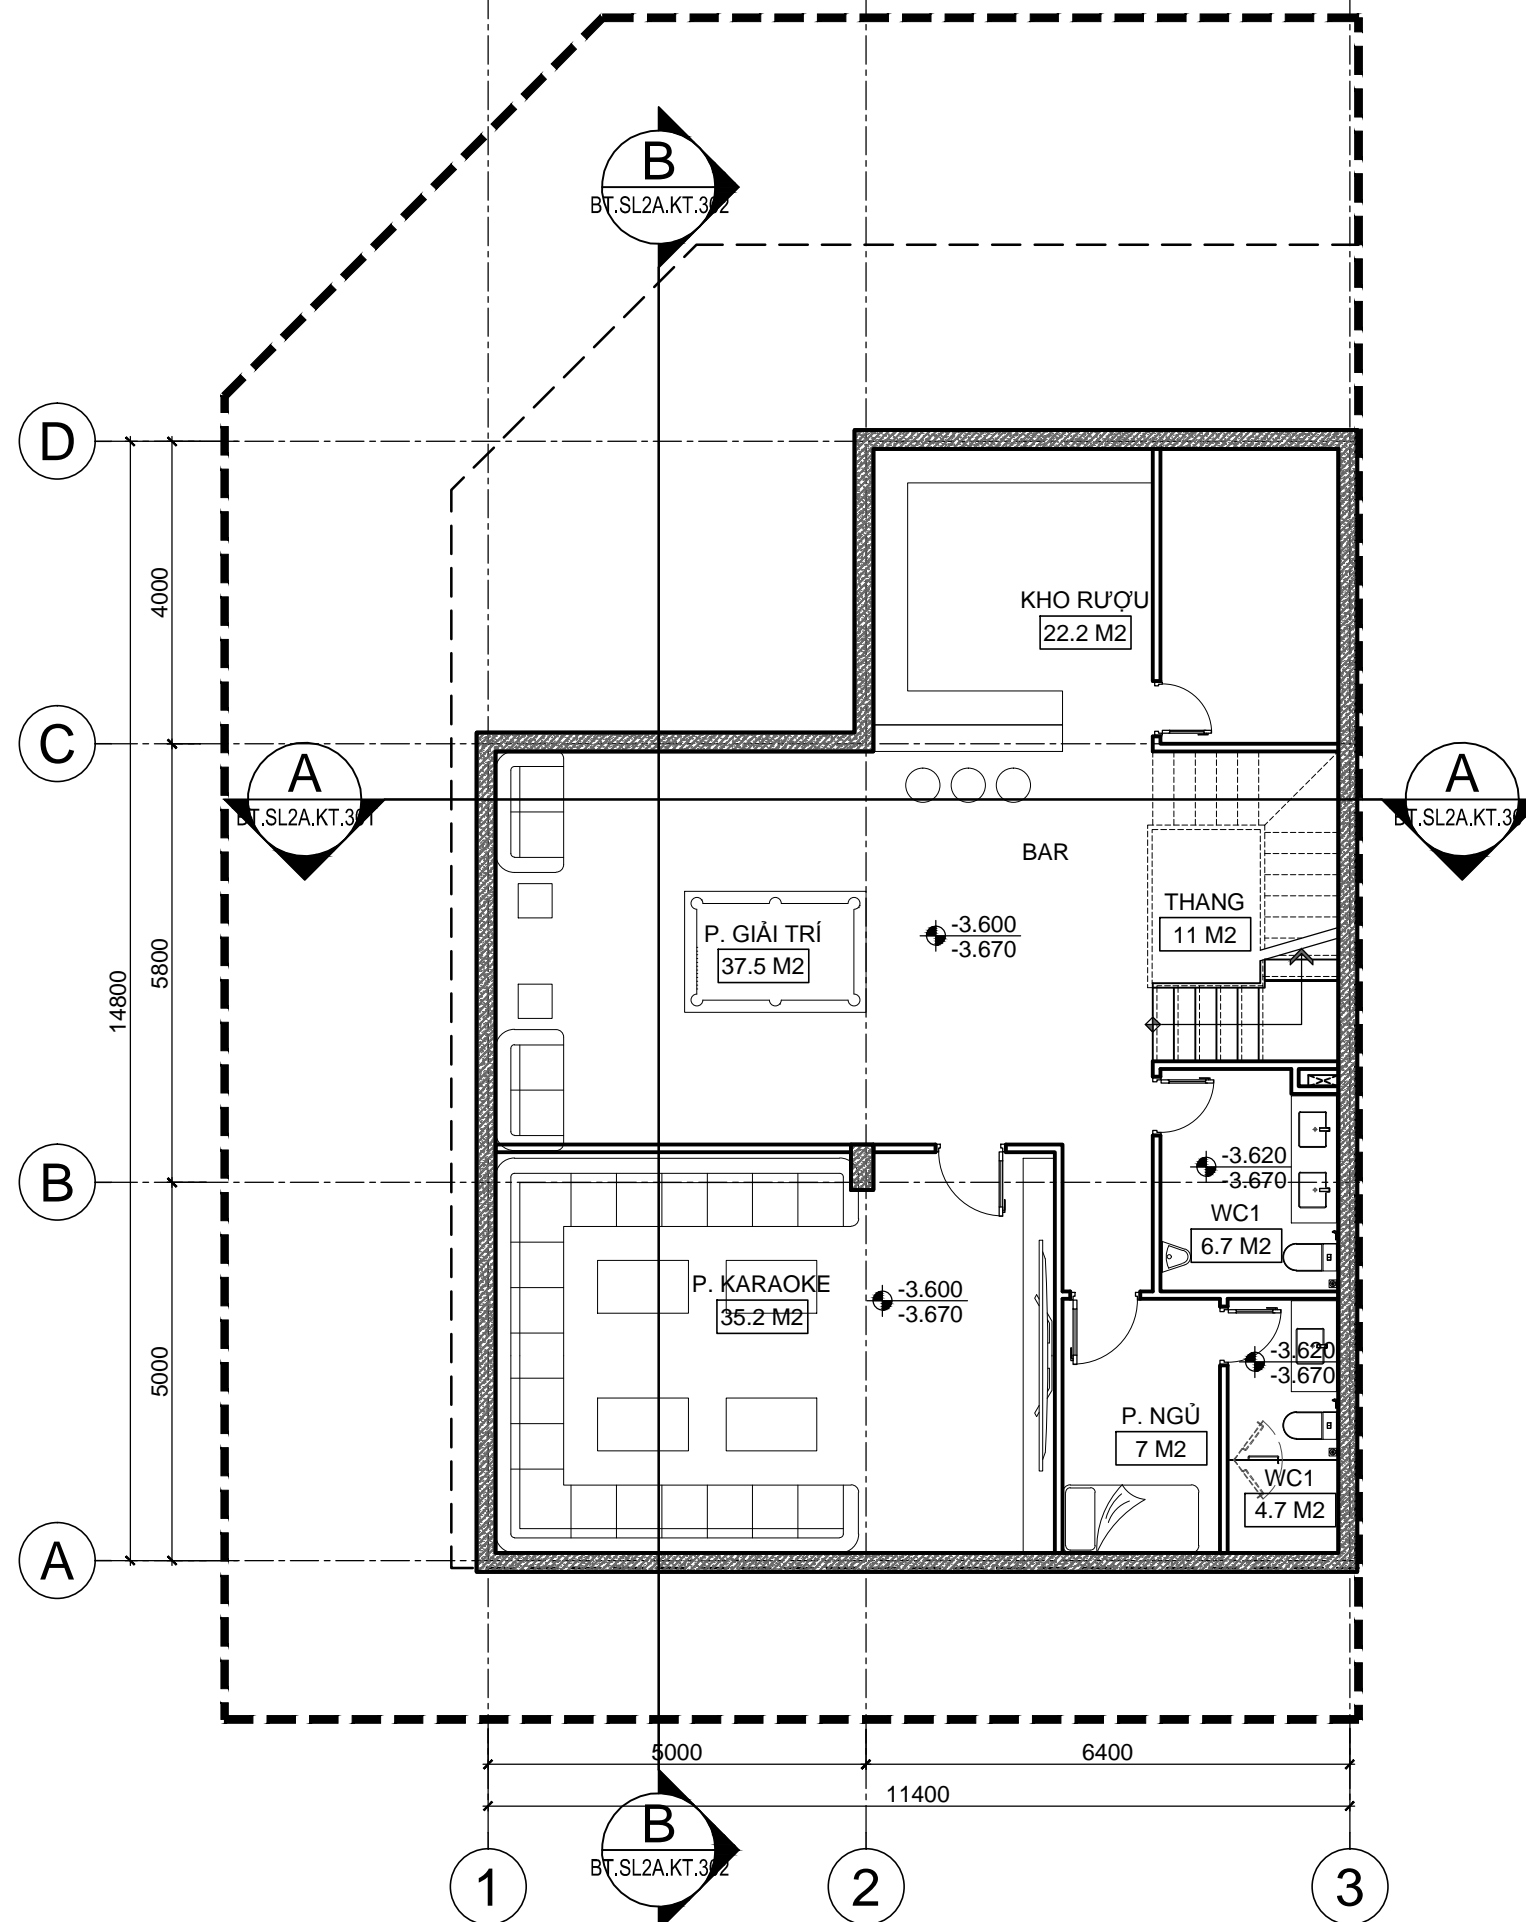 B
BT.SL2A.KT.302
D
4000
KHO RƯỢU
22.2 M2
C
A
BT.SL2A.KT.301
A
BT.SL2A.KT.30
BAR
THANG
11 M2
P. GIẢI TRÍ
37.5 M2
-3.600
-3.670
5800
14800
B
-3.620
-3.670
WC1
6.7 M2
P. KARAOKE
35.2 M2
-3.600
-3.670
5000
-3.620
-3.670
P. NGỦ
7 M2
WC1
4.7 M2
A
5000
6400
11400
B
BT.SL2A.KT.302
1
2
3